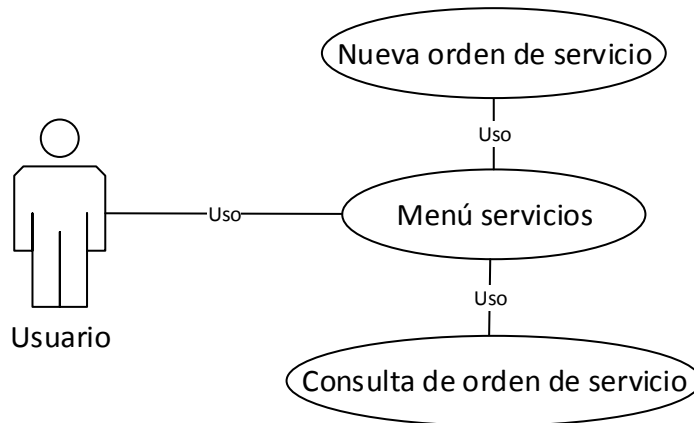 Nueva orden de servicio
Uso
Uso
Menú servicios
Uso
Usuario
Consulta de orden de servicio